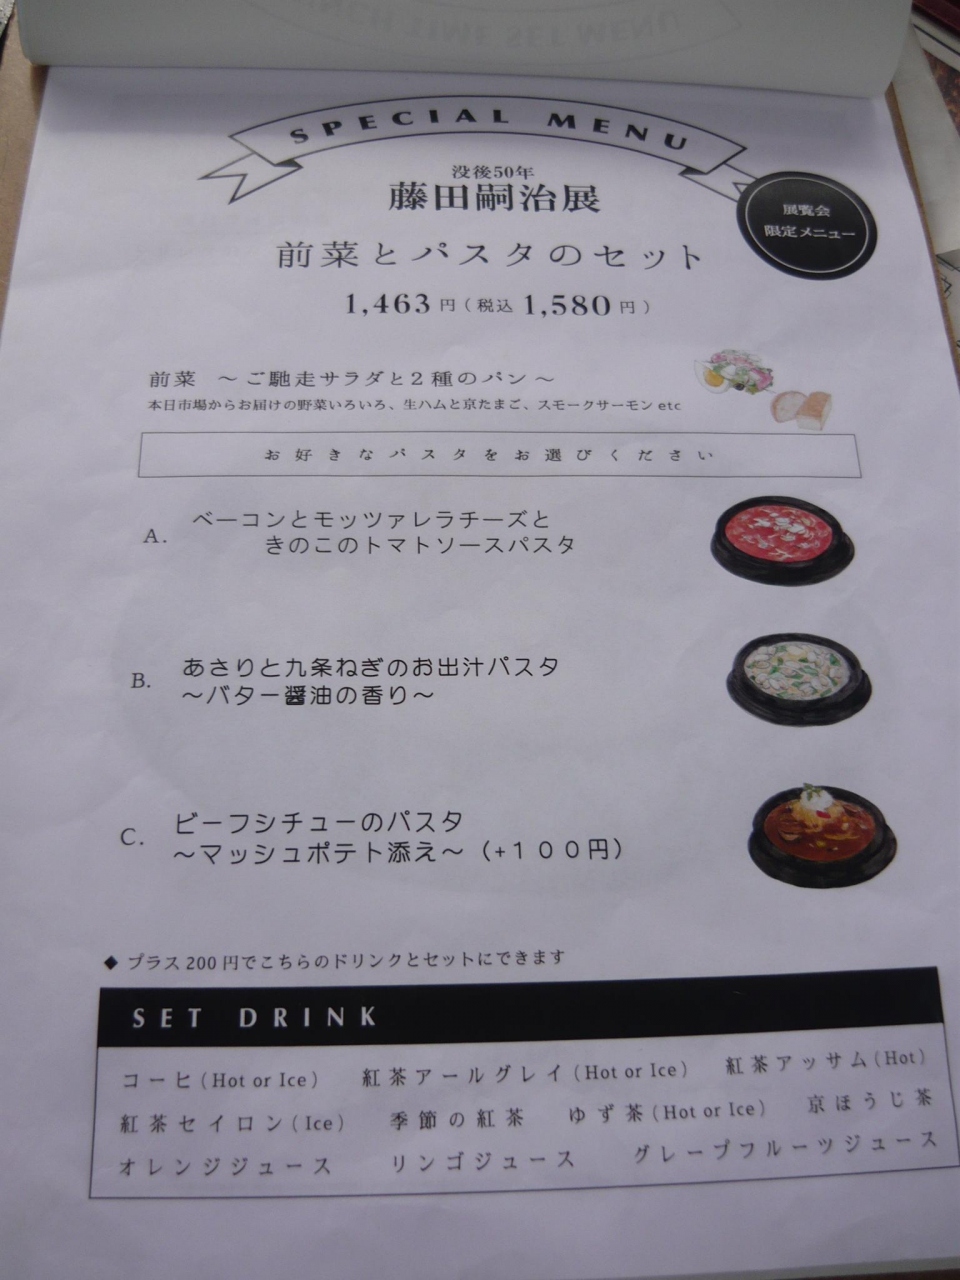 LUNCH TIME SET MENU
SPECIAL MENU
没後50年
藤田嗣治展
展覧会
限定メニュー
前菜とパスタのセット
1,463円(税込1,580円)
前菜 ～ご馳走サラダと2種のパン～
本日市場からお届けの野菜いろいろ、生ハムと京たまご、スモークサーモンetc
お好きなパスタをお選びください
A. ベーコンとモッツァレラチーズと
きのこのトマトソースパスタ
B. あさりと九条ねぎのお出汁パスタ
～バター醤油の香り～
C. ビーフシチューのパスタ
～マッシュポテト添え～（+１００円）
◆ プラス200円でこちらのドリンクとセットにできます
SET DRINK
コーヒ(Hot or Ice) 紅茶アールグレイ(Hot or Ice) 紅茶アッサム(Hot)
紅茶セイロン(Ice) 季節の紅茶 ゆず茶(Hot or Ice) 京ほうじ茶
オレンジジュース リンゴジュース グレープフルーツジュース